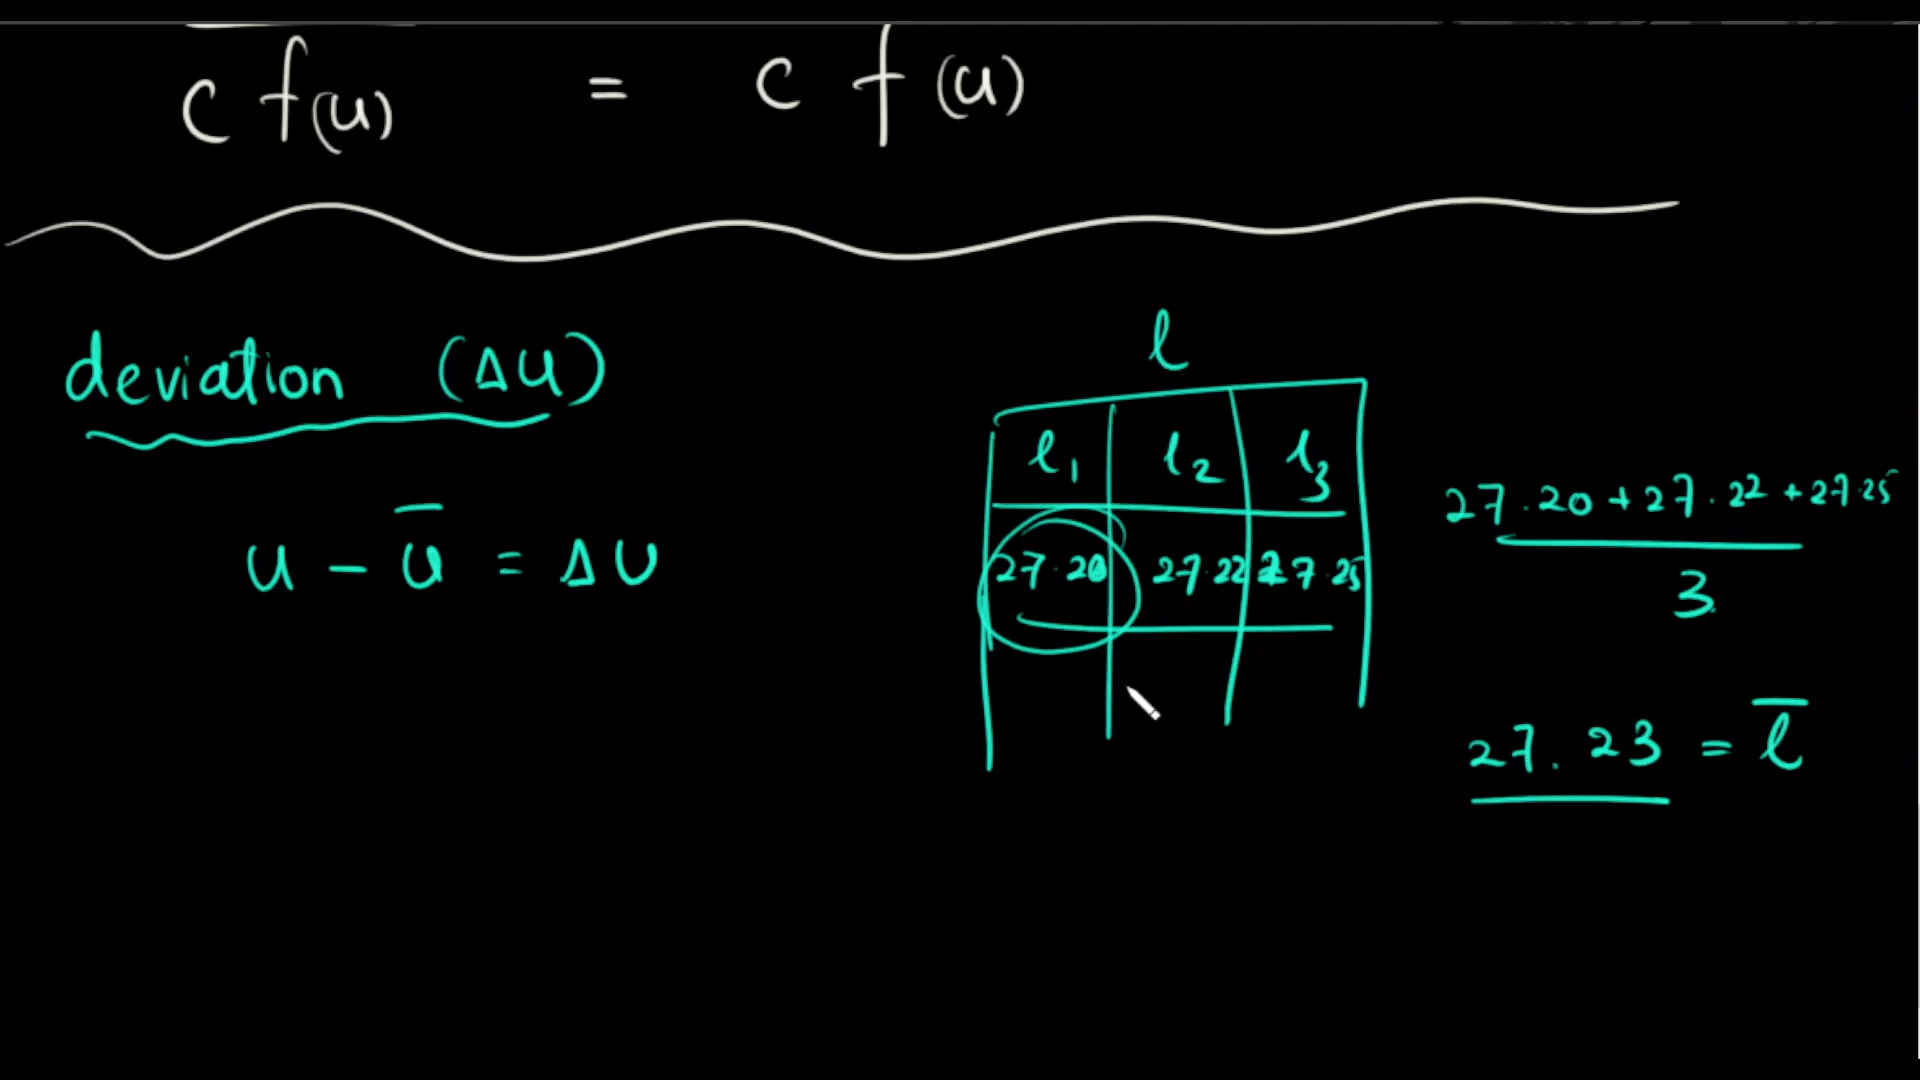 c f(u) = c f(u)
deviation (Δu)
u - ū = Δu
l
l₁ l₂ l₃
27.20 27.22 27.25
27.20 + 27.22 + 27.25
3
27.23 = l̅